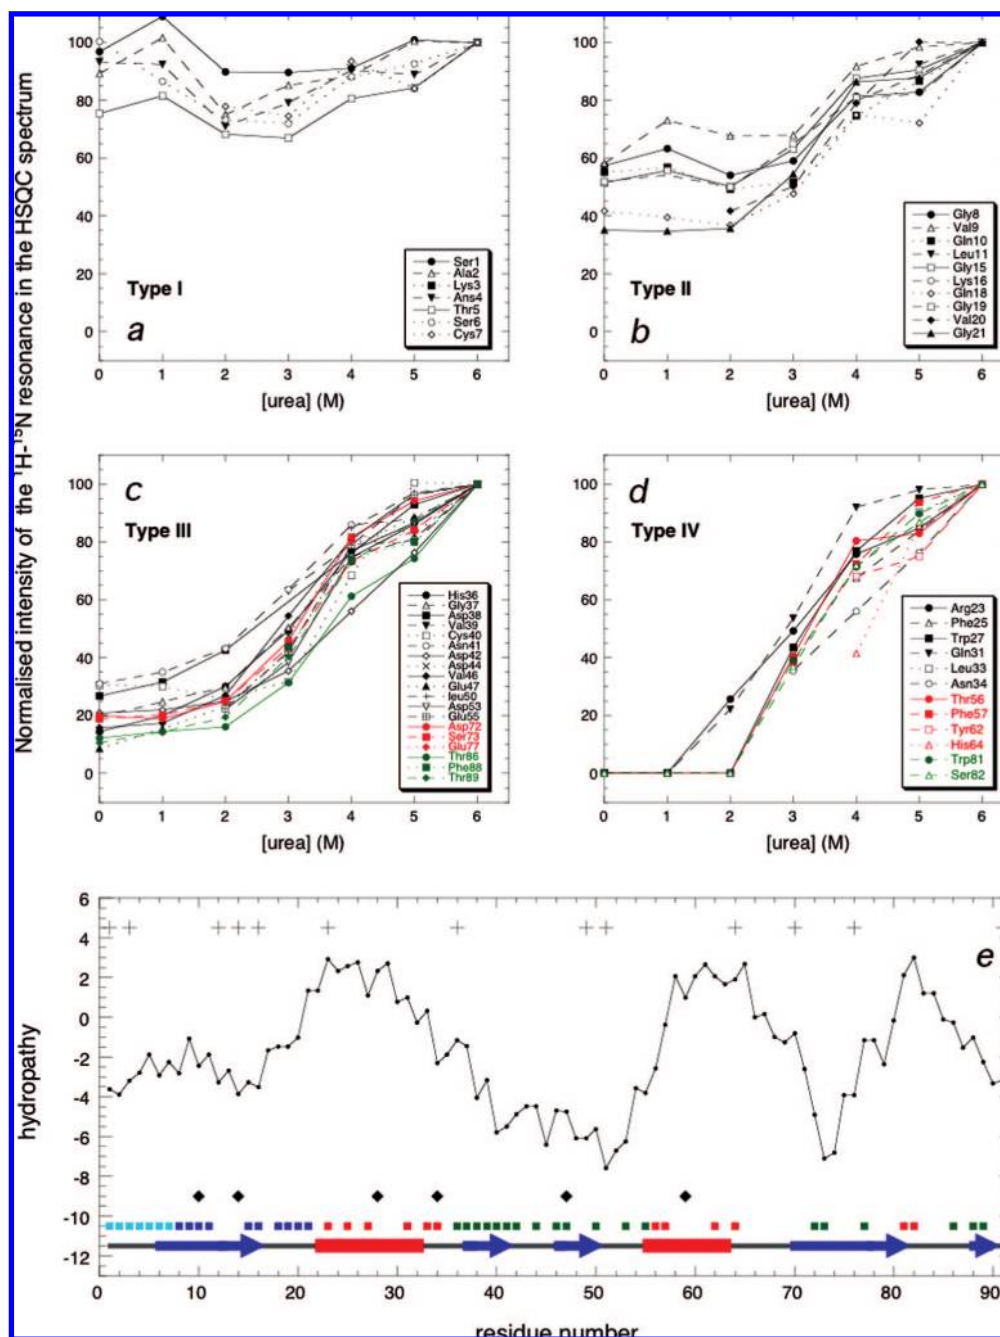 Normalised intensity of the ¹H-¹⁵N resonance in the HSQC spectrum
100
80
60
40
20
0
Type I
a
Ser1
Ala2
Lys3
Ans4
Thr5
Ser6
Cys7
0 1 2 3 4 5 6
[urea] (M)
100
80
60
40
20
0
Type II
b
Gly8
Val9
Gln10
Leu11
Gly15
Lys16
Gln18
Gly19
Val20
Gly21
0 1 2 3 4 5 6
[urea] (M)
100
80
60
40
20
0
c
Type III
His36
Gly37
Asp38
Val39
Cys40
Asn41
Asp42
Asp44
Val46
Glu47
leu50
Asp53
Glu55
Asp72
Ser73
Glu77
Thr86
Phe88
Thr89
0 1 2 3 4 5 6
[urea] (M)
100
80
60
40
20
0
d
Type IV
Arg23
Phe25
Trp27
Gln31
Leu33
Asn34
Thr56
Phe57
Tyr62
His64
Trp81
Ser82
0 1 2 3 4 5 6
[urea] (M)
hydropathy
6
4
2
0
-2
-4
-6
-8
-10
-12
e
0 10 20 30 40 50 60 70 80 90
residue number